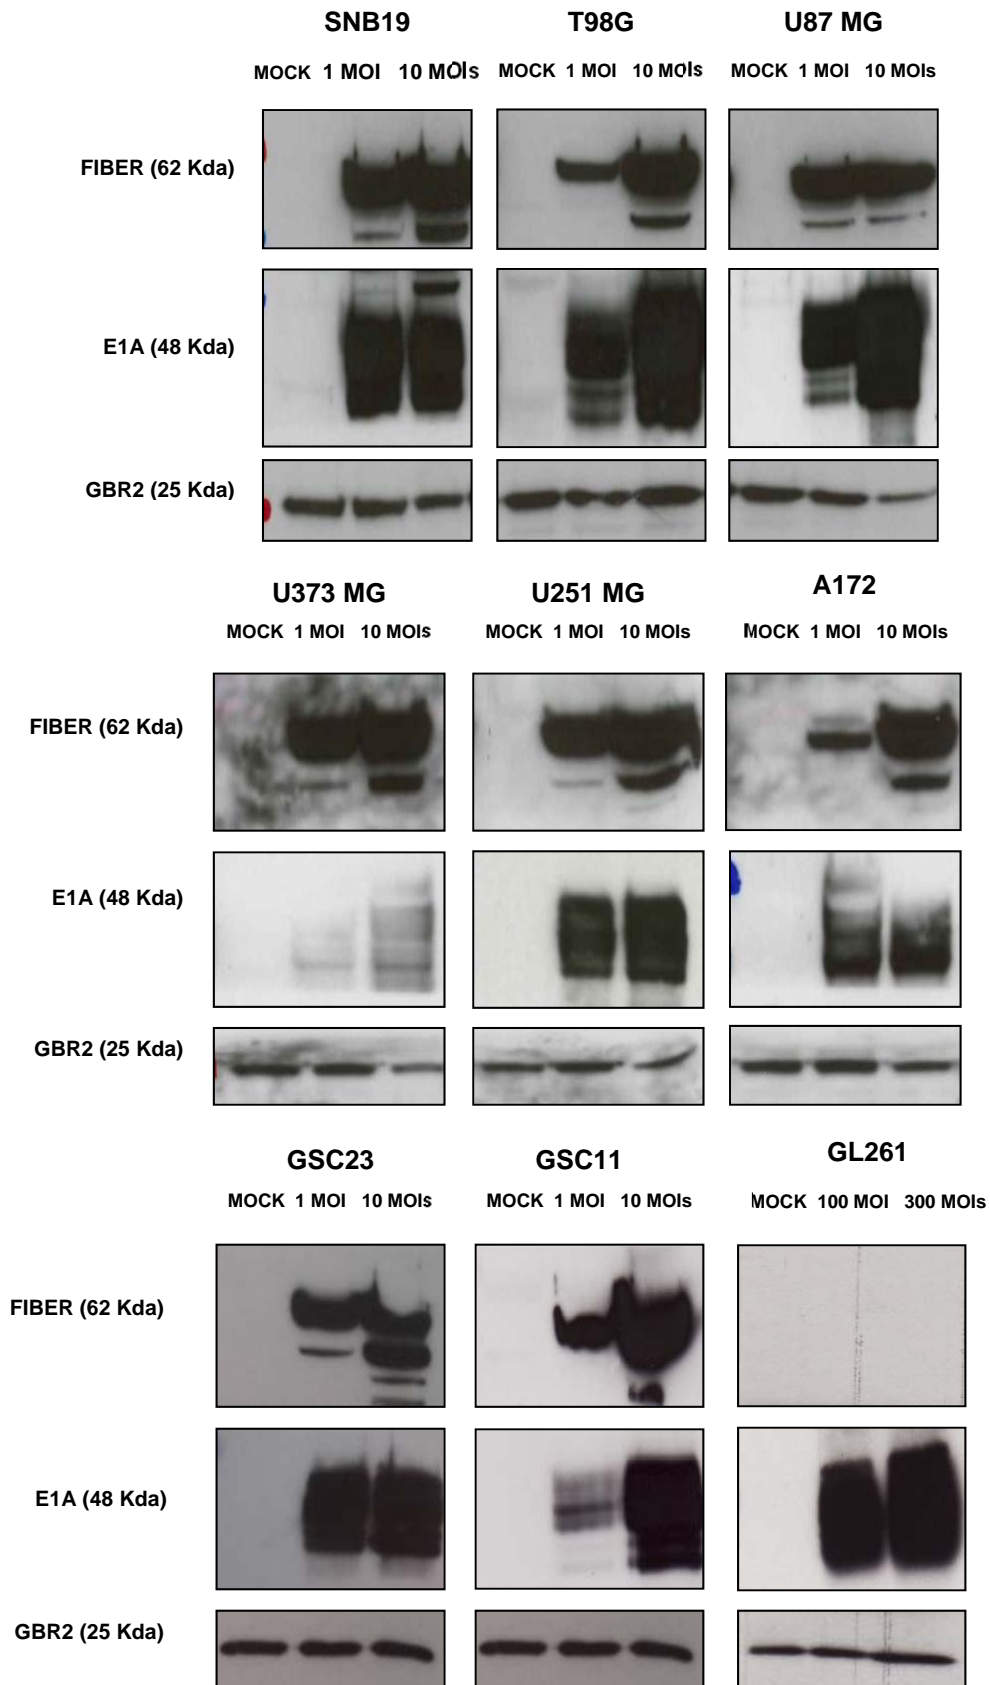 SNB19 T98G U87 MG
MOCK 1 MOI 10 MOIs MOCK 1 MOI 10 MOIs MOCK 1 MOI 10 MOIs
FIBER (62 Kda)
E1A (48 Kda)
GBR2 (25 Kda)
U373 MG U251 MG A172
MOCK 1 MOI 10 MOIs MOCK 1 MOI 10 MOIs MOCK 1 MOI 10 MOIs
FIBER (62 Kda)
E1A (48 Kda)
GBR2 (25 Kda)
GSC23 GSC11 GL261
MOCK 1 MOI 10 MOIs MOCK 1 MOI 10 MOIs MOCK 100 MOI 300 MOIs
FIBER (62 Kda)
E1A (48 Kda)
GBR2 (25 Kda)